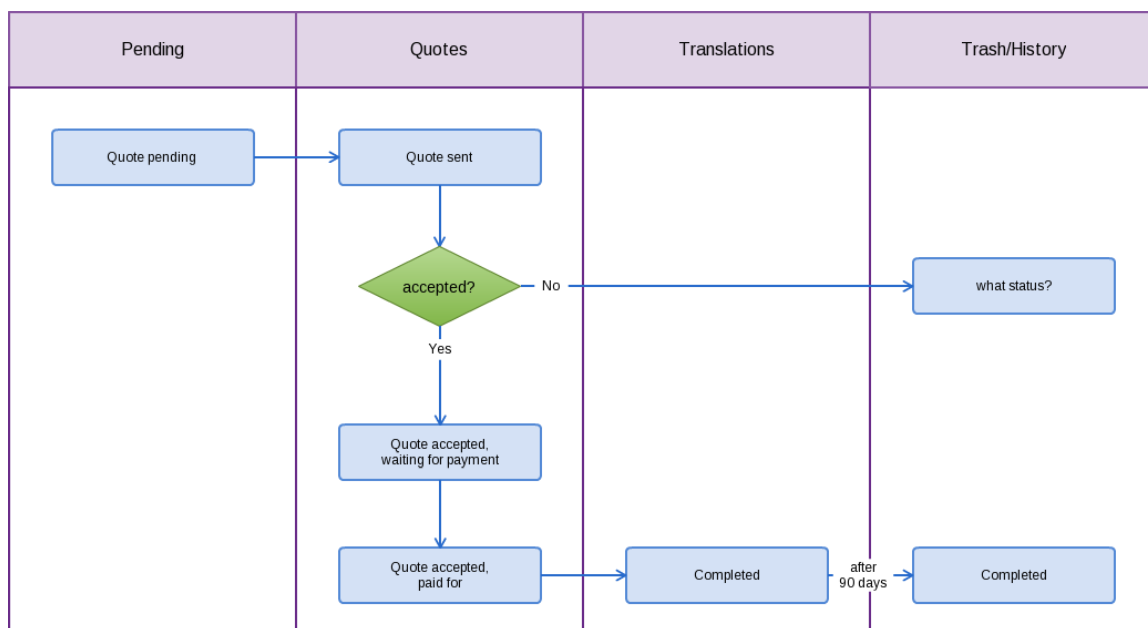 Pending
Quotes
Translations
Trash/History
Quote pending
Quote sent
accepted?
No
what status?
Yes
Quote accepted,
waiting for payment
Quote accepted,
paid for
Completed
after
90 days
Completed